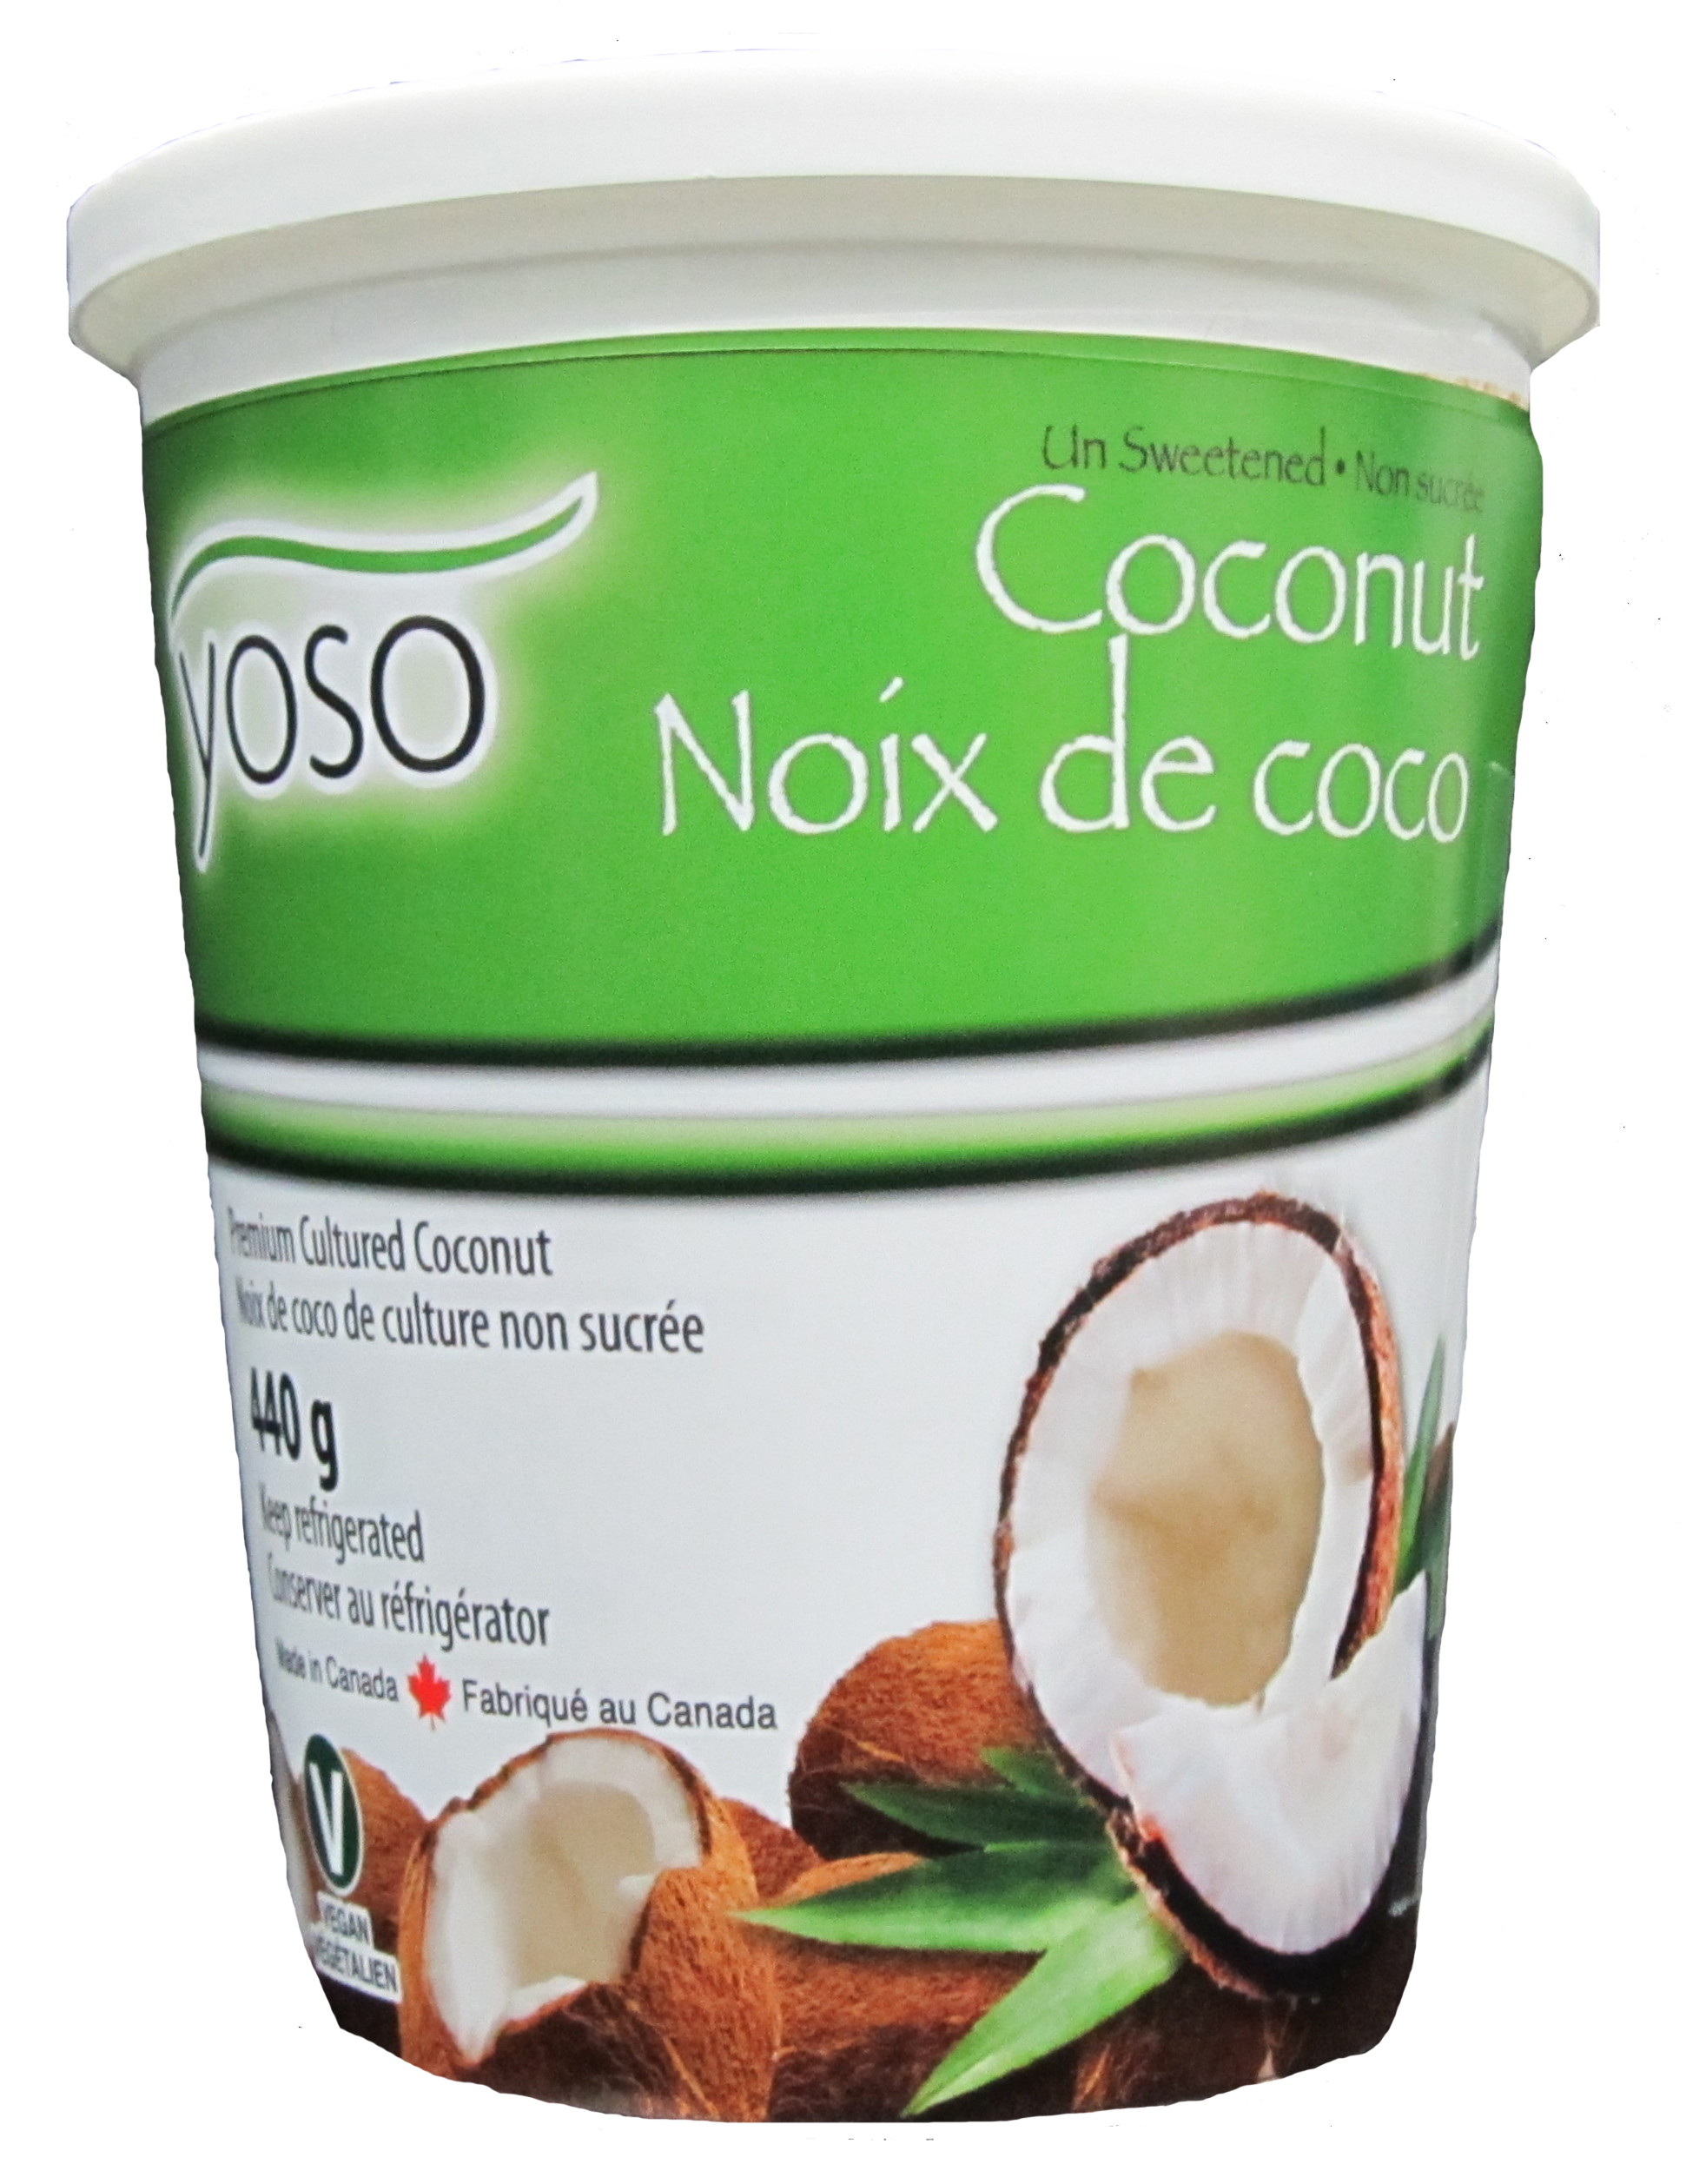 yoso
Un Sweetened • Non sucrée
Coconut
Noix de coco
Premium Cultured Coconut
Noix de coco de culture non sucrée
440 g
Keep refrigerated
Conserver au réfrigérator
Made in Canada Fabriqué au Canada
V
VEGAN
VÉGÉTALIEN